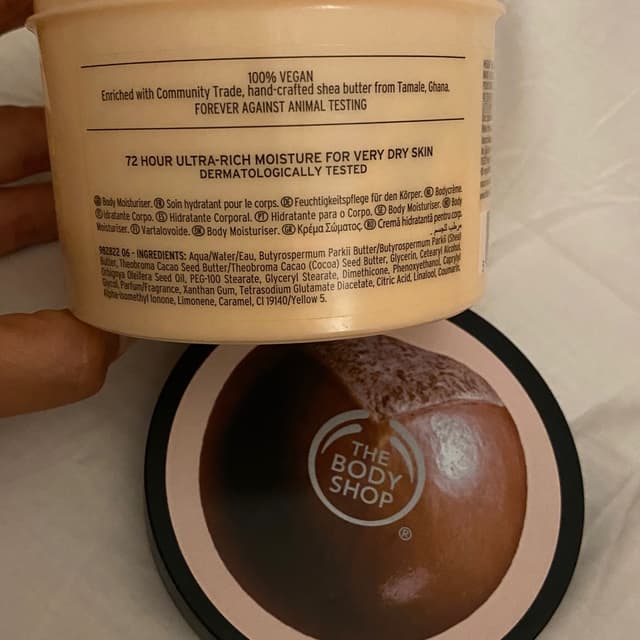 100% VEGAN
Enriched with Community Trade, hand-crafted shea butter from Tamale, Ghana.
FOREVER AGAINST ANIMAL TESTING
72 HOUR ULTRA-RICH MOISTURE FOR VERY DRY SKIN
DERMATOLOGICALLY TESTED
Body Moisturiser. Soin hydratant pour le corps. Feuchtigkeitspflege für den Körper. Bodycrème.
idratante Corpo. Hidratante Corporal. Hidratante para o Corpo. Body Moisturiser. Body
Moisturiser. Vartalovoide. Body Moisturiser. Κρέμα Σώματος. Cremă hidratantă pentru corp.
مرطب للجسم.
982822 06 - INGREDIENTS: Aqua/Water/Eau, Butyrospermum Parkii Butter/Butyrospermum Parkii (Shea)
Butter, Theobroma Cacao Seed Butter/Theobroma Cacao (Cocoa) Seed Butter, Glycerin, Cetearyl Alcohol,
Orbignya Oleifera Seed Oil, PEG-100 Stearate, Glyceryl Stearate, Dimethicone, Phenoxyethanol, Caprylyl
Glycol, Parfum/Fragrance, Xanthan Gum, Tetrasodium Glutamate Diacetate, Citric Acid, Linalool, Coumarin,
Alpha-Isomethyl Ionone, Limonene, Caramel, CI 19140/Yellow 5.
THE
BODY
SHOP
®